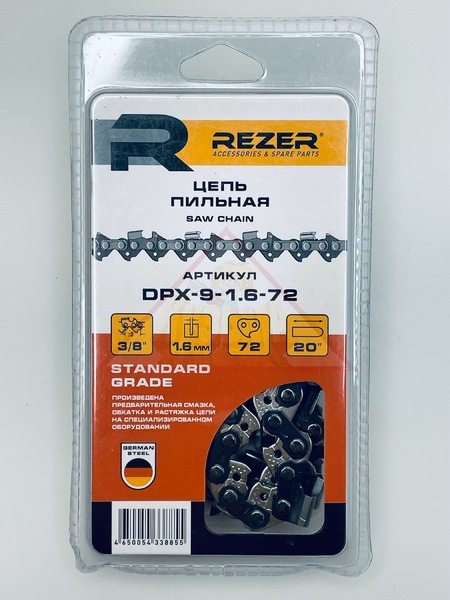 REZER®
ACCESSORIES & SPARE PARTS
ЦЕПЬ
ПИЛЬНАЯ
SAW CHAIN
АРТИКУЛ
DPX-9-1.6-72
3/8"
1.6 мм
72
20"
STANDARD
GRADE
ПРОИЗВЕДЕНА
ПРЕДВАРИТЕЛЬНАЯ СМАЗКА,
ОБКАТКА И РАСТЯЖКА ЦЕПИ
НА СПЕЦИАЛИЗИРОВАННОМ
ОБОРУДОВАНИИ
GERMAN
STEEL
4 650054 338855